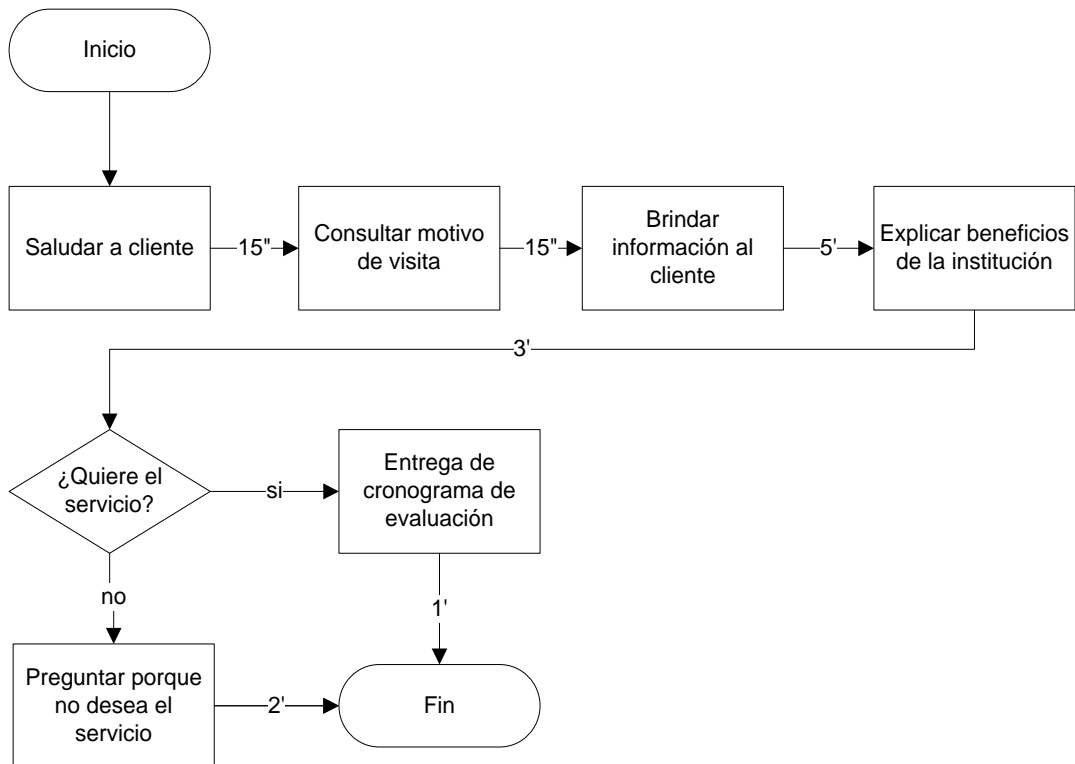 Inicio
Saludar a cliente
15"
Consultar motivo
de visita
15"
Brindar
información al
cliente
5'
Explicar beneficios
de la institución
3'
¿Quiere el
servicio?
si
Entrega de
cronograma de
evaluación
no
1'
Preguntar porque
no desea el
servicio
2'
Fin